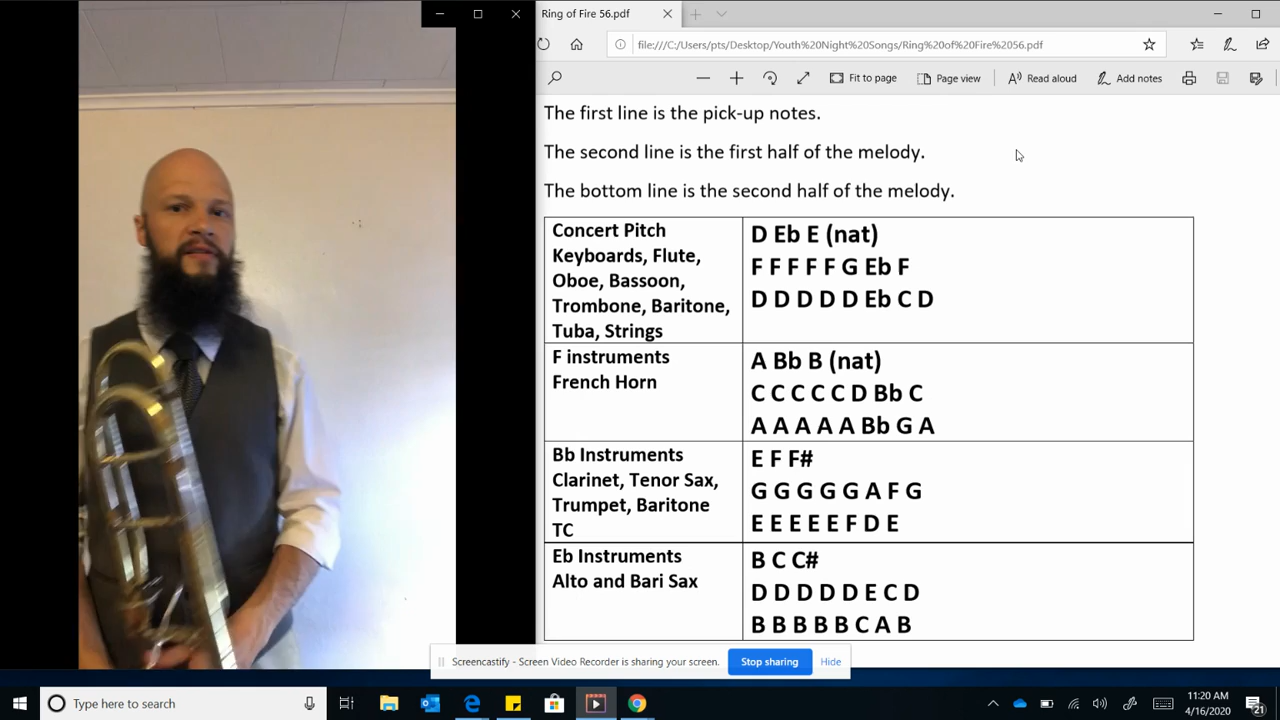 Ring of Fire 56.pdf
file:///C:/Users/pts/Desktop/Youth%20Night%20Songs/Ring%20of%20Fire%2056.pdf
Fit to page
Page view
Read aloud
Add notes
The first line is the pick-up notes.
The second line is the first half of the melody.
The bottom line is the second half of the melody.
Concert Pitch
Keyboards, Flute,
Oboe, Bassoon,
Trombone, Baritone,
Tuba, Strings
D Eb E (nat)
F F F F F G Eb F
D D D D D Eb C D
F instruments
French Horn
A Bb B (nat)
C C C C C D Bb C
A A A A A Bb G A
Bb Instruments
Clarinet, Tenor Sax,
Trumpet, Baritone
TC
E F F#
G G G G G A F G
E E E E E F D E
Eb Instruments
Alto and Bari Sax
B C C#
D D D D D E C D
B B B B B C A B
Screencastify - Screen Video Recorder is sharing your screen.
Stop sharing
Hide
Type here to search
11:20 AM
4/16/2020
21